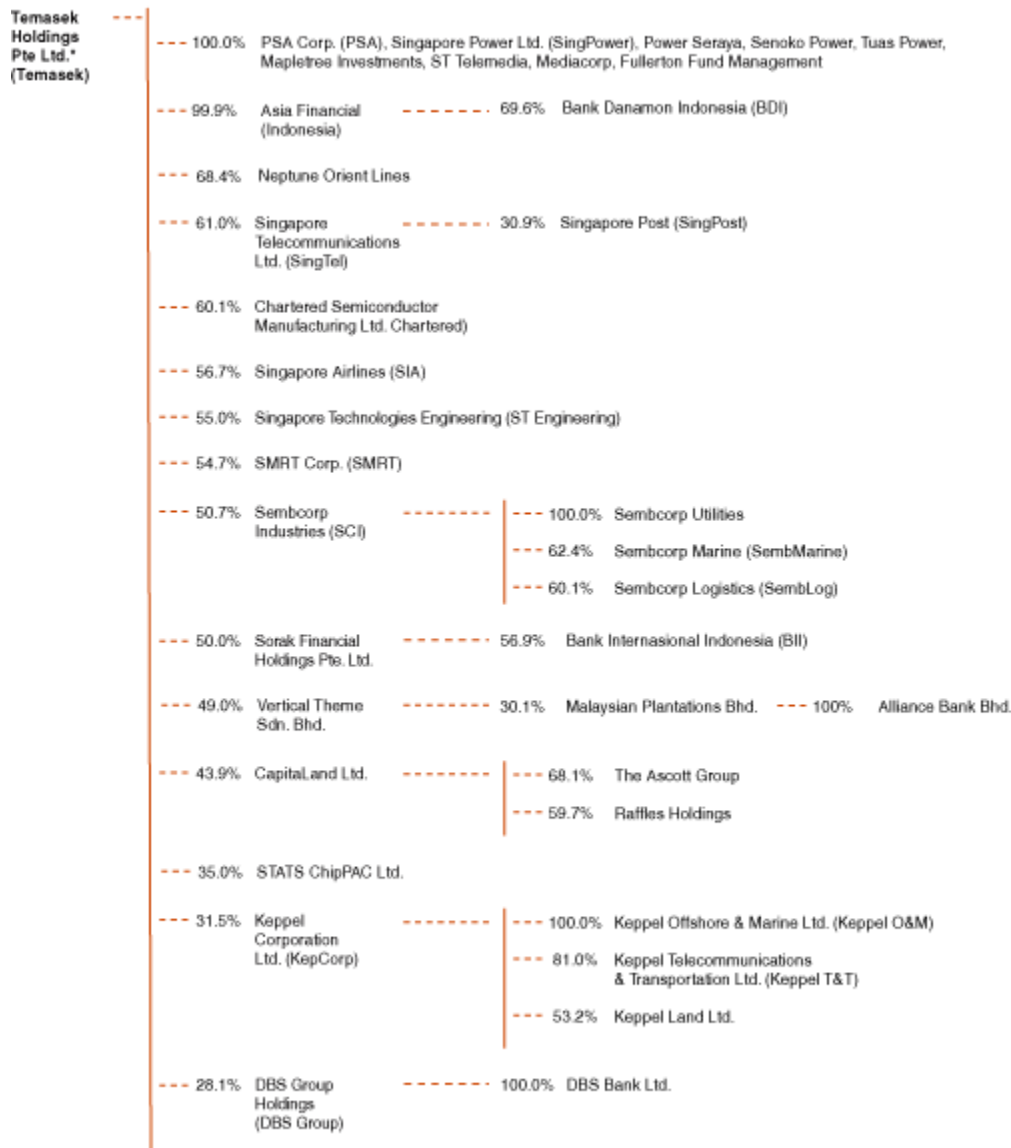 Temasek
Holdings
Pte Ltd.*
(Temasek)
100.0% PSA Corp. (PSA), Singapore Power Ltd. (SingPower), Power Seraya, Senoko Power, Tuas Power,
Mapletree Investments, ST Telemedia, Mediacorp, Fullerton Fund Management
99.9% Asia Financial 69.6% Bank Danamon Indonesia (BDI)
(Indonesia)
68.4% Neptune Orient Lines
61.0% Singapore 30.9% Singapore Post (SingPost)
Telecommunications
Ltd. (SingTel)
60.1% Chartered Semiconductor
Manufacturing Ltd. Chartered)
56.7% Singapore Airlines (SIA)
55.0% Singapore Technologies Engineering (ST Engineering)
54.7% SMRT Corp. (SMRT)
50.7% Sembcorp 100.0% Sembcorp Utilities
Industries (SCI)
62.4% Sembcorp Marine (SembMarine)
60.1% Sembcorp Logistics (SembLog)
50.0% Sorak Financial 56.9% Bank Internasional Indonesia (BII)
Holdings Pte. Ltd.
49.0% Vertical Theme 30.1% Malaysian Plantations Bhd. 100% Alliance Bank Bhd.
Sdn. Bhd.
43.9% CapitaLand Ltd. 68.1% The Ascott Group
59.7% Raffles Holdings
35.0% STATS ChipPAC Ltd.
31.5% Keppel 100.0% Keppel Offshore & Marine Ltd. (Keppel O&M)
Corporation
Ltd. (KepCorp)
81.0% Keppel Telecommunications
& Transportation Ltd. (Keppel T&T)
53.2% Keppel Land Ltd.
28.1% DBS Group 100.0% DBS Bank Ltd.
Holdings
(DBS Group)